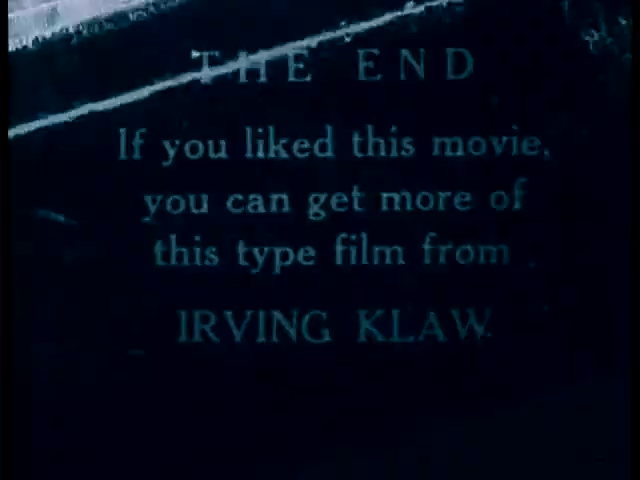 THE END
If you liked this movie,
you can get more of
this type film from
IRVING KLAW